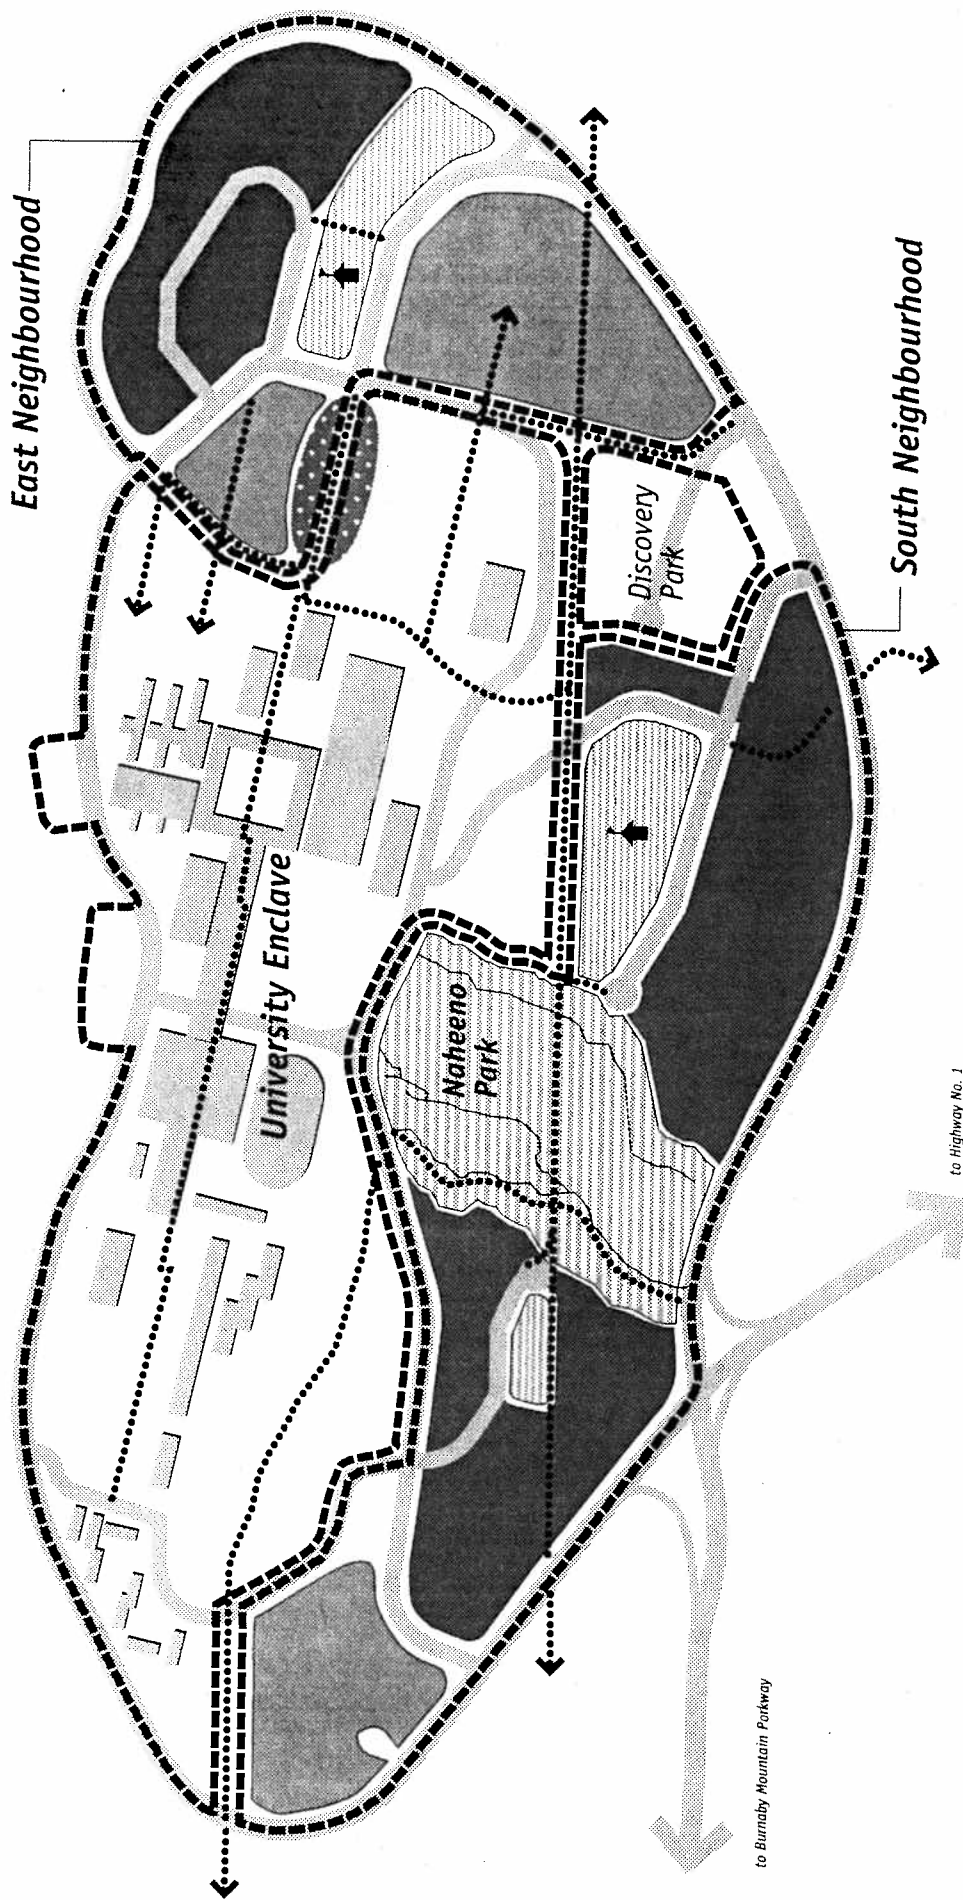 East Neighbourhood
South Neighbourhood
Discovery
Park
University Enclave
Naheeno
Park
to Highway No. 1
to Burnaby Mountain Parkway